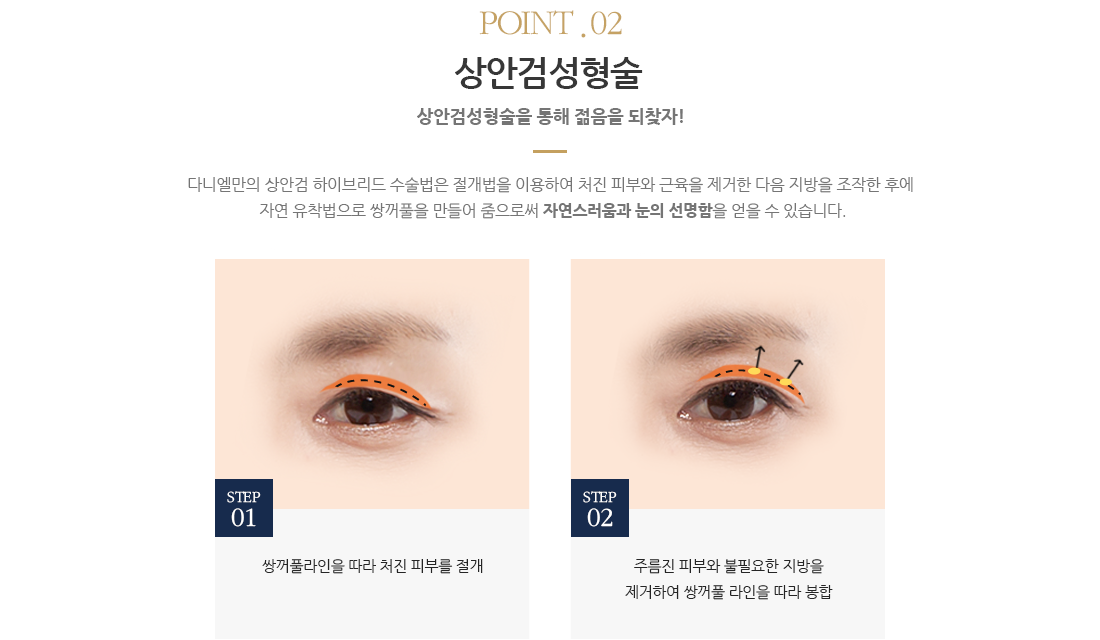 POINT . 02
상안검성형술
상안검성형술을 통해 젊음을 되찾자!
다니엘만의 상안검 하이브리드 수술법은 절개법을 이용하여 처진 피부와 근육을 제거한 다음 지방을 조작한 후에
자연 유착법으로 쌍꺼풀을 만들어 줌으로써 자연스러움과 눈의 선명함을 얻을 수 있습니다.
STEP
01
쌍꺼풀라인을 따라 처진 피부를 절개
STEP
02
주름진 피부와 불필요한 지방을
제거하여 쌍꺼풀 라인을 따라 봉합